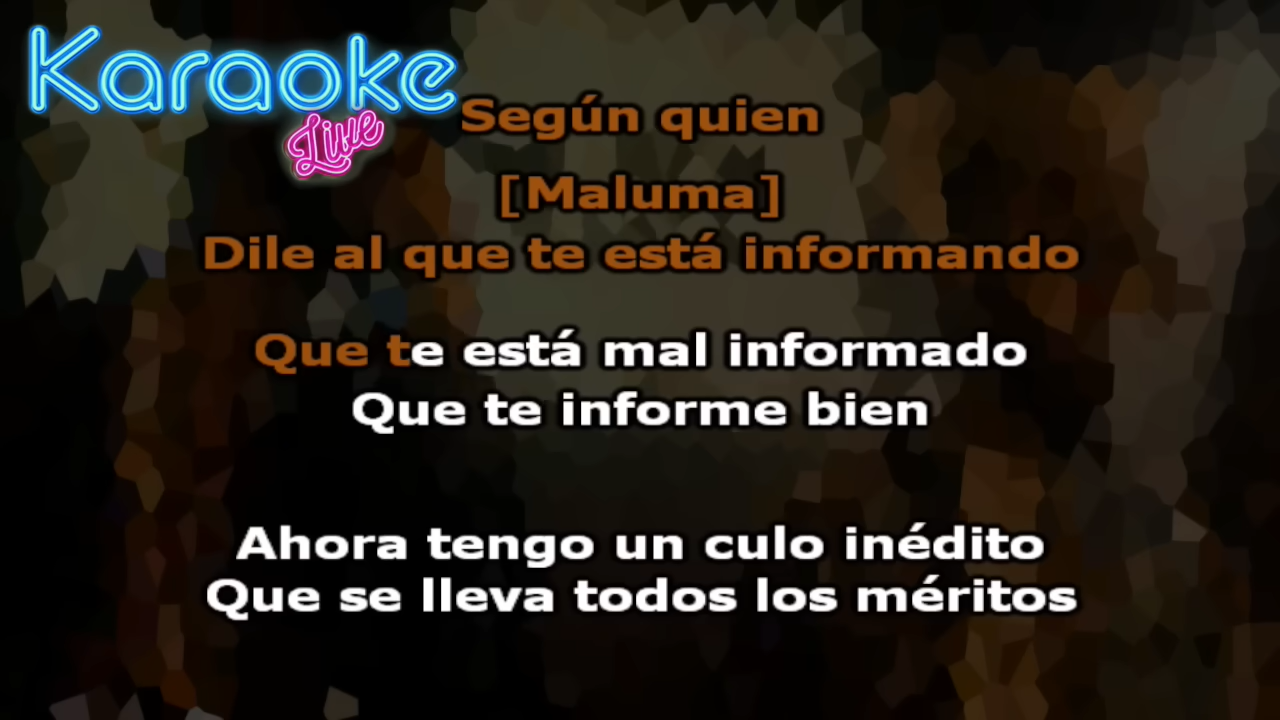 Karaoke
Live
Según quien
[Maluma]
Dile al que te está informando
Que te está mal informado
Que te informe bien
Ahora tengo un culo inédito
Que se lleva todos los méritos